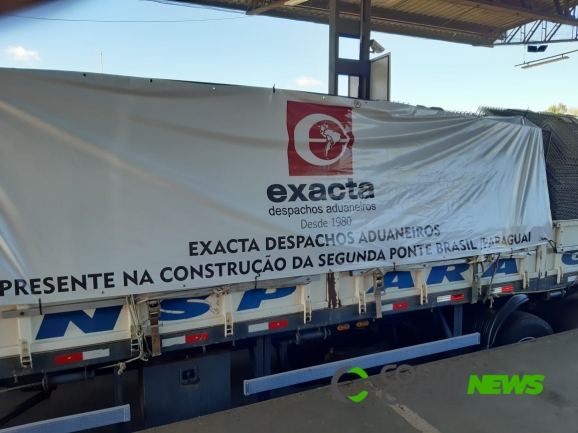 exacta
despachos aduaneiros
Desde 1980
EXACTA DESPACHOS ADUANEIROS
PRESENTE NA CONSTRUÇÃO DA SEGUNDA PONTE BRASIL/PARAGUAI
NEWS